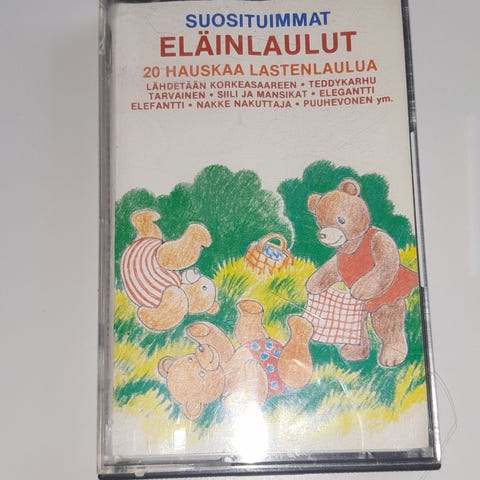 SUOSITUIMMAT
ELÄINLAULUT
20 HAUSKAA LASTENLAULUA
LÄHDETÄÄN KORKEASAAREEN • TEDDYKARHU
TARVAINEN • SIILI JA MANSIKAT • ELEGANTTI
ELEFANTTI • NAKKE NAKUTTAJA • PUUHEVONEN ym.